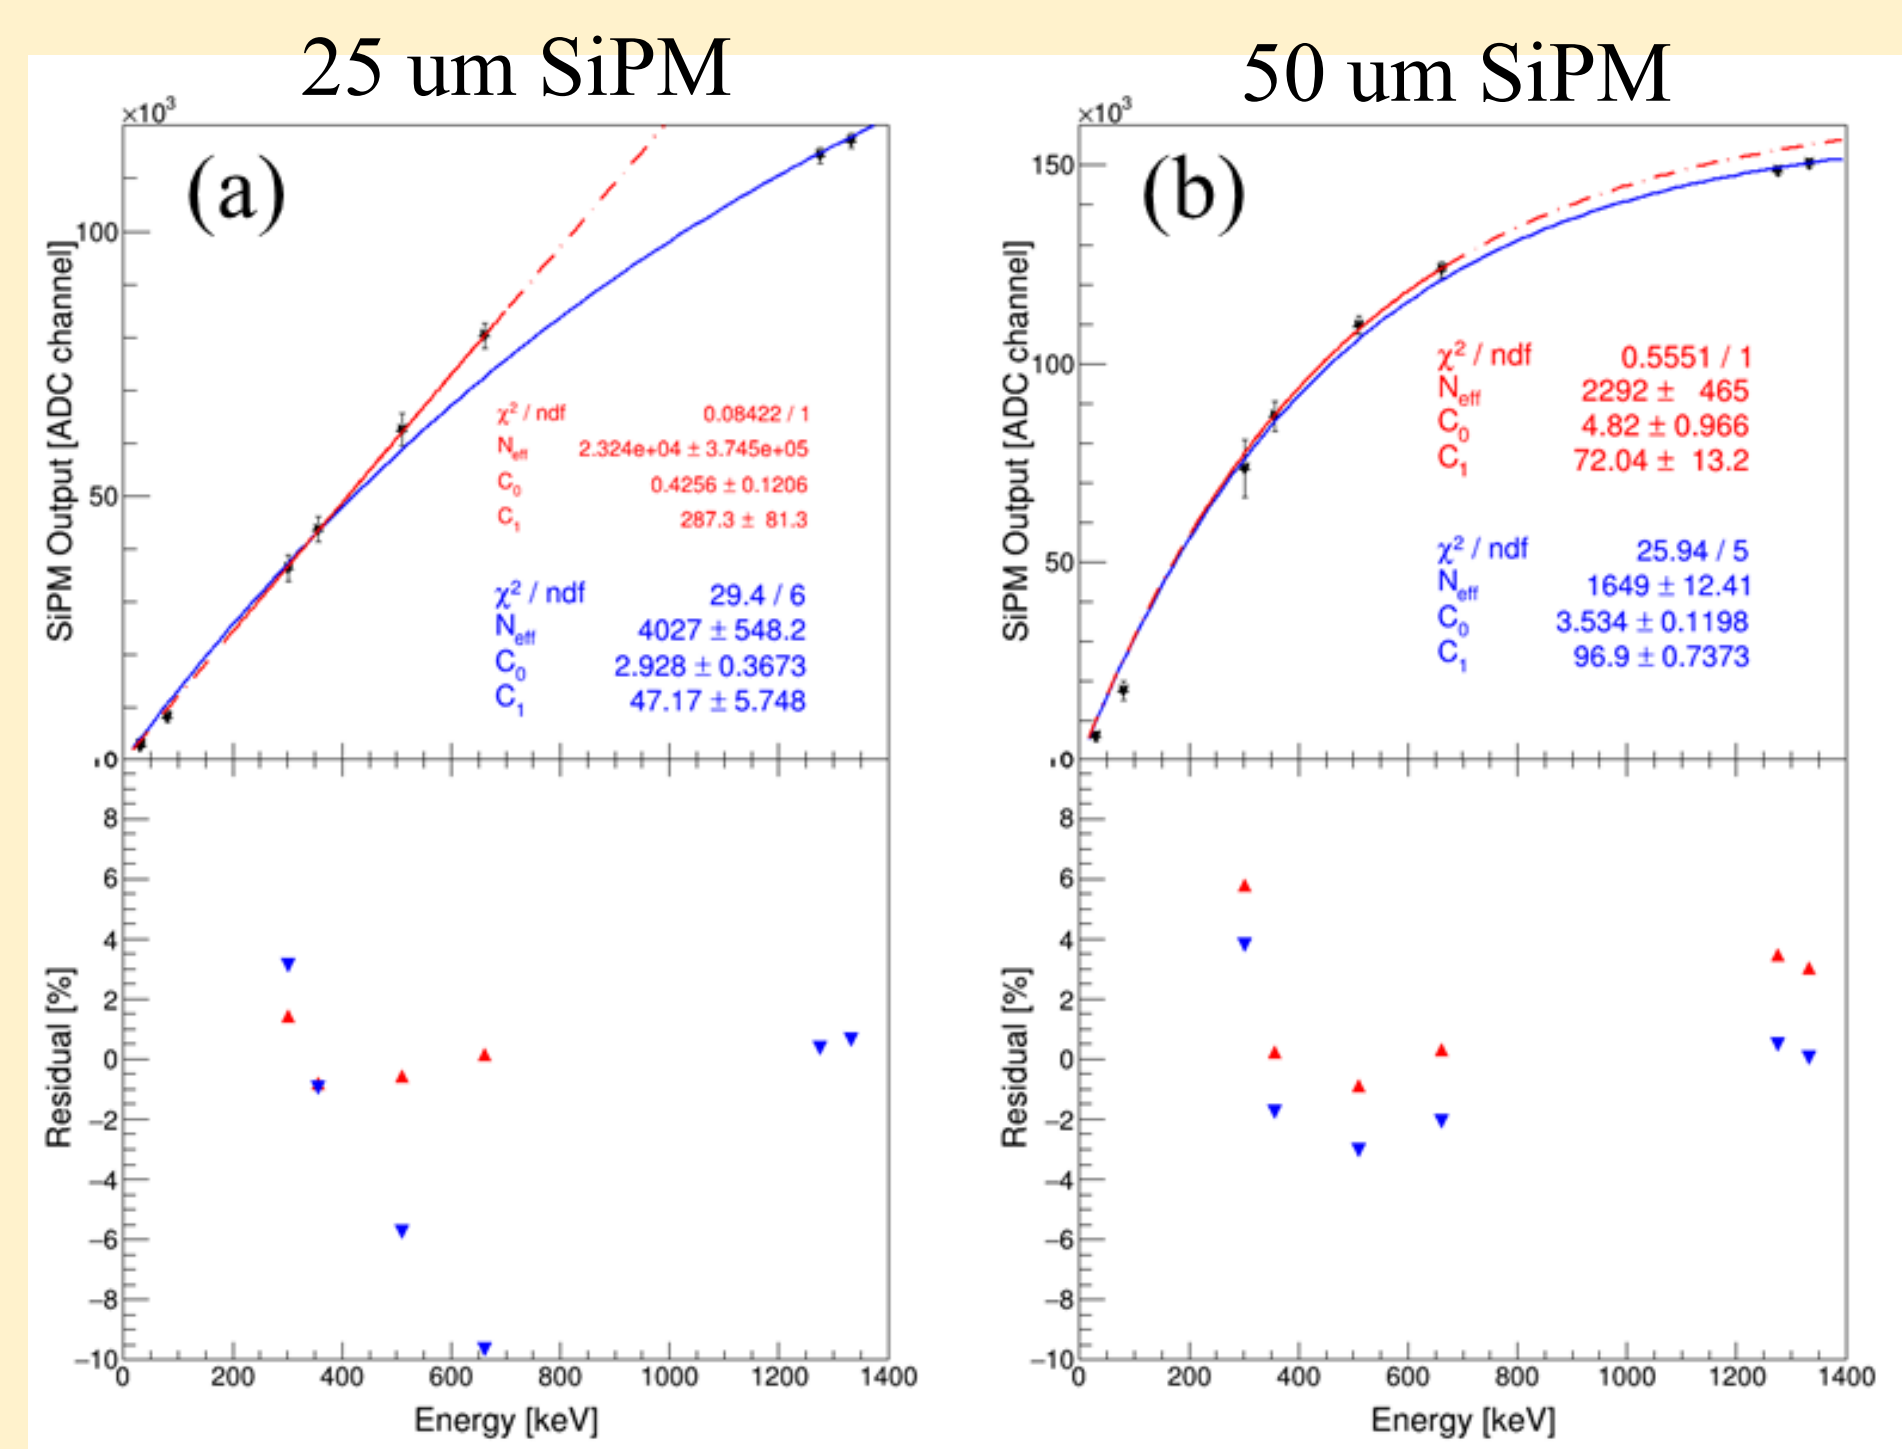 25 um SiPM
50 um SiPM
×10³
(a)
100
50
0
SiPM Output [ADC channel]
χ² / ndf 0.08422 / 1
N_eff 2.324e+04 ± 3.745e+05
C₀ 0.4256 ± 0.1206
C₁ 287.3 ± 81.3
χ² / ndf 29.4 / 6
N_eff 4027 ± 548.2
C₀ 2.928 ± 0.3673
C₁ 47.17 ± 5.748
8
6
4
2
0
−2
−4
−6
−8
−10
Residual [%]
0 200 400 600 800 1000 1200 1400
Energy [keV]
×10³
(b)
150
100
50
0
SiPM Output [ADC channel]
χ² / ndf 0.5551 / 1
N_eff 2292 ± 465
C₀ 4.82 ± 0.966
C₁ 72.04 ± 13.2
χ² / ndf 25.94 / 5
N_eff 1649 ± 12.41
C₀ 3.534 ± 0.1198
C₁ 96.9 ± 0.7373
8
6
4
2
0
−2
−4
−6
−8
−10
Residual [%]
0 200 400 600 800 1000 1200 1400
Energy [keV]